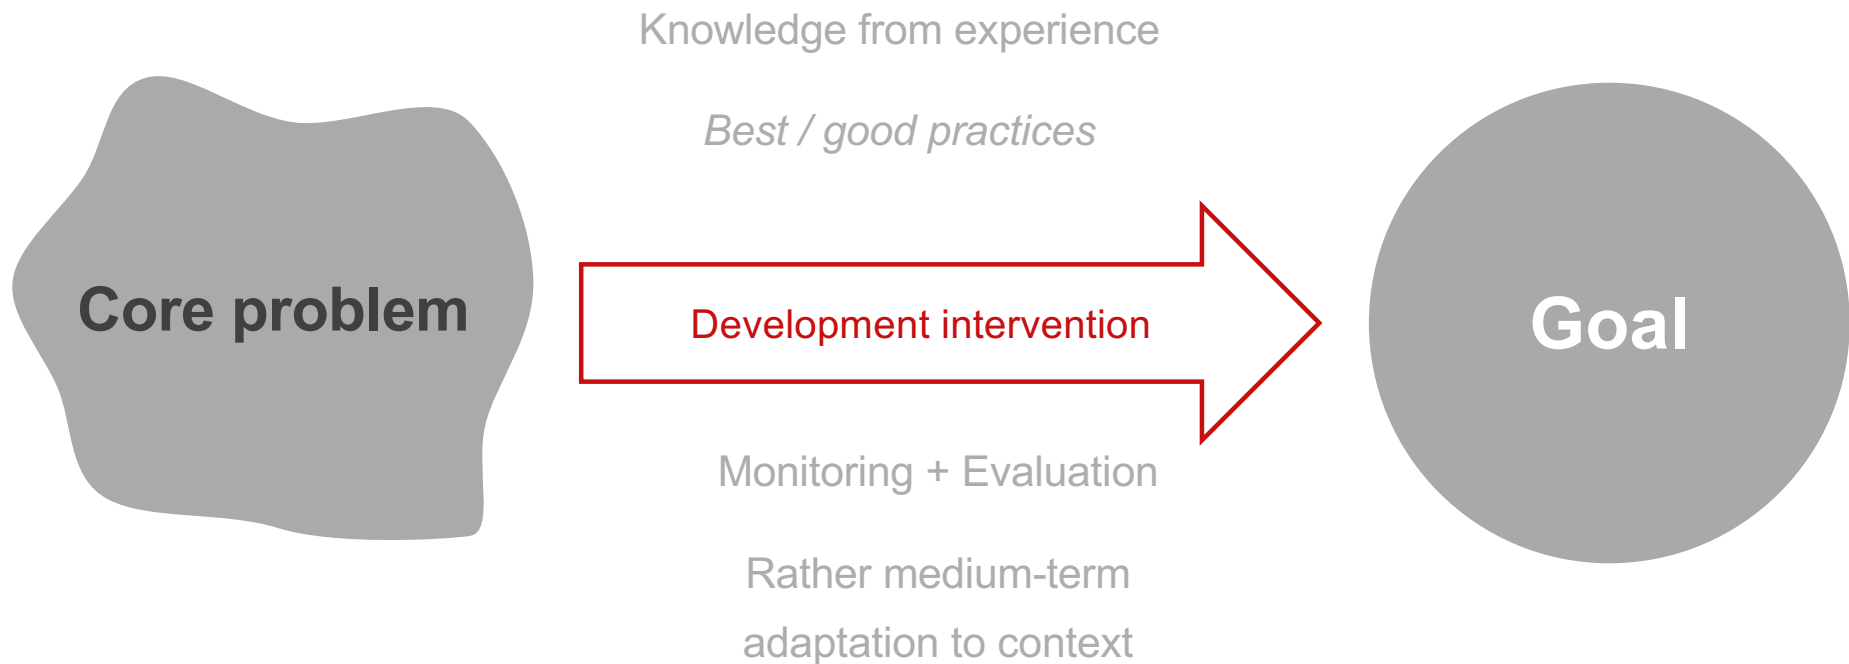 Knowledge from experience
Best / good practices
Core problem
Development intervention
Goal
Monitoring + Evaluation
Rather medium-term
adaptation to context